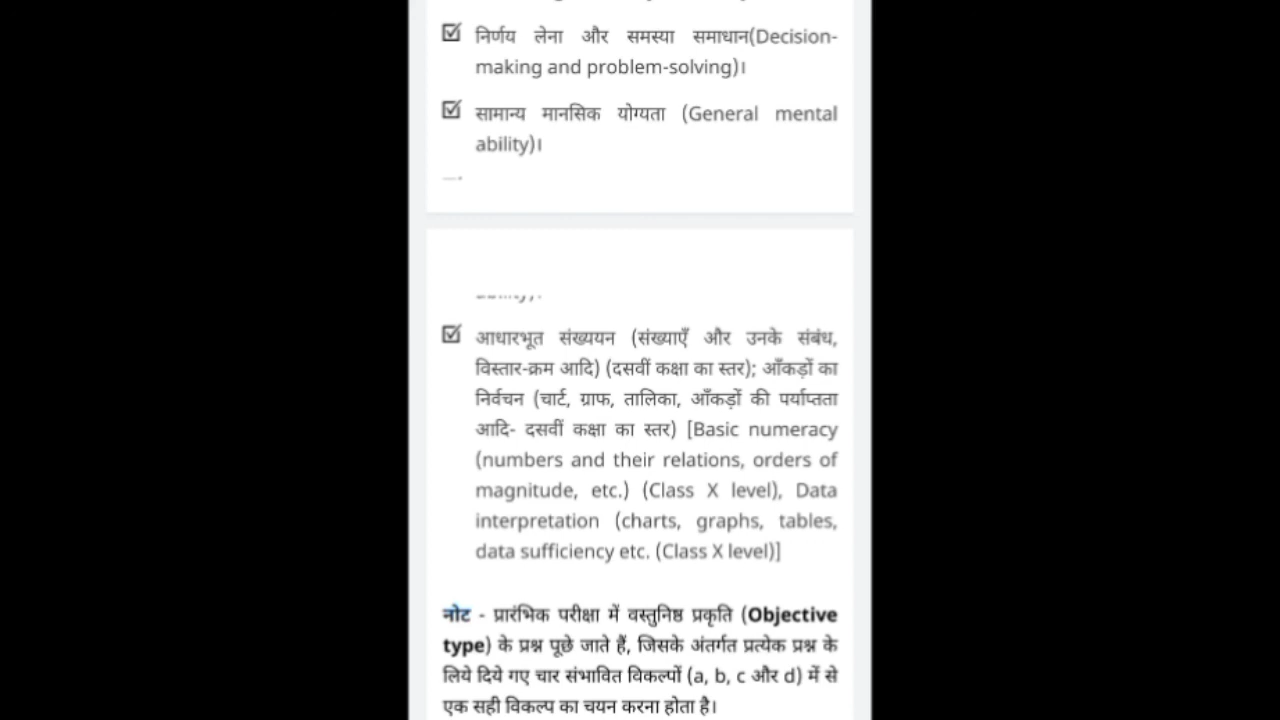 निर्णय लेना और समस्या समाधान(Decision-
making and problem-solving)।
सामान्य मानसिक योग्यता (General mental
ability)।
आधारभूत संख्ययन (संख्याएँ और उनके संबंध,
विस्तार-क्रम आदि) (दसवीं कक्षा का स्तर); आँकड़ों का
निर्वचन (चार्ट, ग्राफ, तालिका, आँकड़ों की पर्याप्तता
आदि- दसवीं कक्षा का स्तर) [Basic numeracy
(numbers and their relations, orders of
magnitude, etc.) (Class X level), Data
interpretation (charts, graphs, tables,
data sufficiency etc. (Class X level)]
नोट - प्रारंभिक परीक्षा में वस्तुनिष्ठ प्रकृति (Objective
type) के प्रश्न पूछे जाते हैं, जिसके अंतर्गत प्रत्येक प्रश्न के
लिये दिये गए चार संभावित विकल्पों (a, b, c और d) में से
एक सही विकल्प का चयन करना होता है।